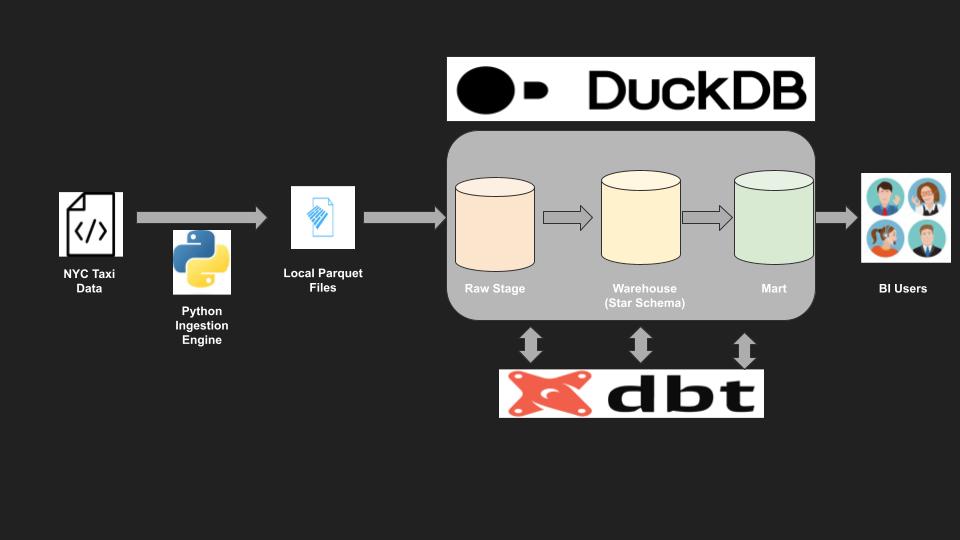 DuckDB
NYC Taxi
Data
Python
Ingestion
Engine
Local Parquet
Files
Raw Stage
Warehouse
(Star Schema)
Mart
BI Users
dbt